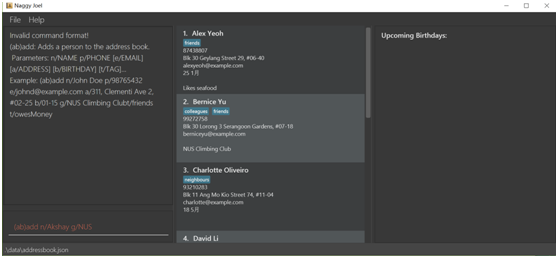 Naggy Joel
File Help
Invalid command format!
(ab)add: Adds a person to the address book.
Parameters: n/NAME p/PHONE [e/EMAIL]
[a/ADDRESS] [b/BIRTHDAY] [t/TAG]...
Example: (ab)add n/John Doe p/98765432
e/johnd@example.com a/311, Clementi Ave 2,
#02-25 b/01-15 g/NUS Climbing Club t/friends
t/owesMoney
(ab)add n/Akshay g/NUS
1. Alex Yeoh
friends
87438807
Blk 30 Geylang Street 29, #06-40
alexyeoh@example.com
25 1月
Likes seafood
2. Bernice Yu
colleagues friends
99272758
Blk 30 Lorong 3 Serangoon Gardens, #07-18
berniceyu@example.com
NUS Climbing Club
3. Charlotte Oliveiro
neighbours
93210283
Blk 11 Ang Mo Kio Street 74, #11-04
charlotte@example.com
18 5月
4. David Li
Upcoming Birthdays:
.\data\addressbook.json